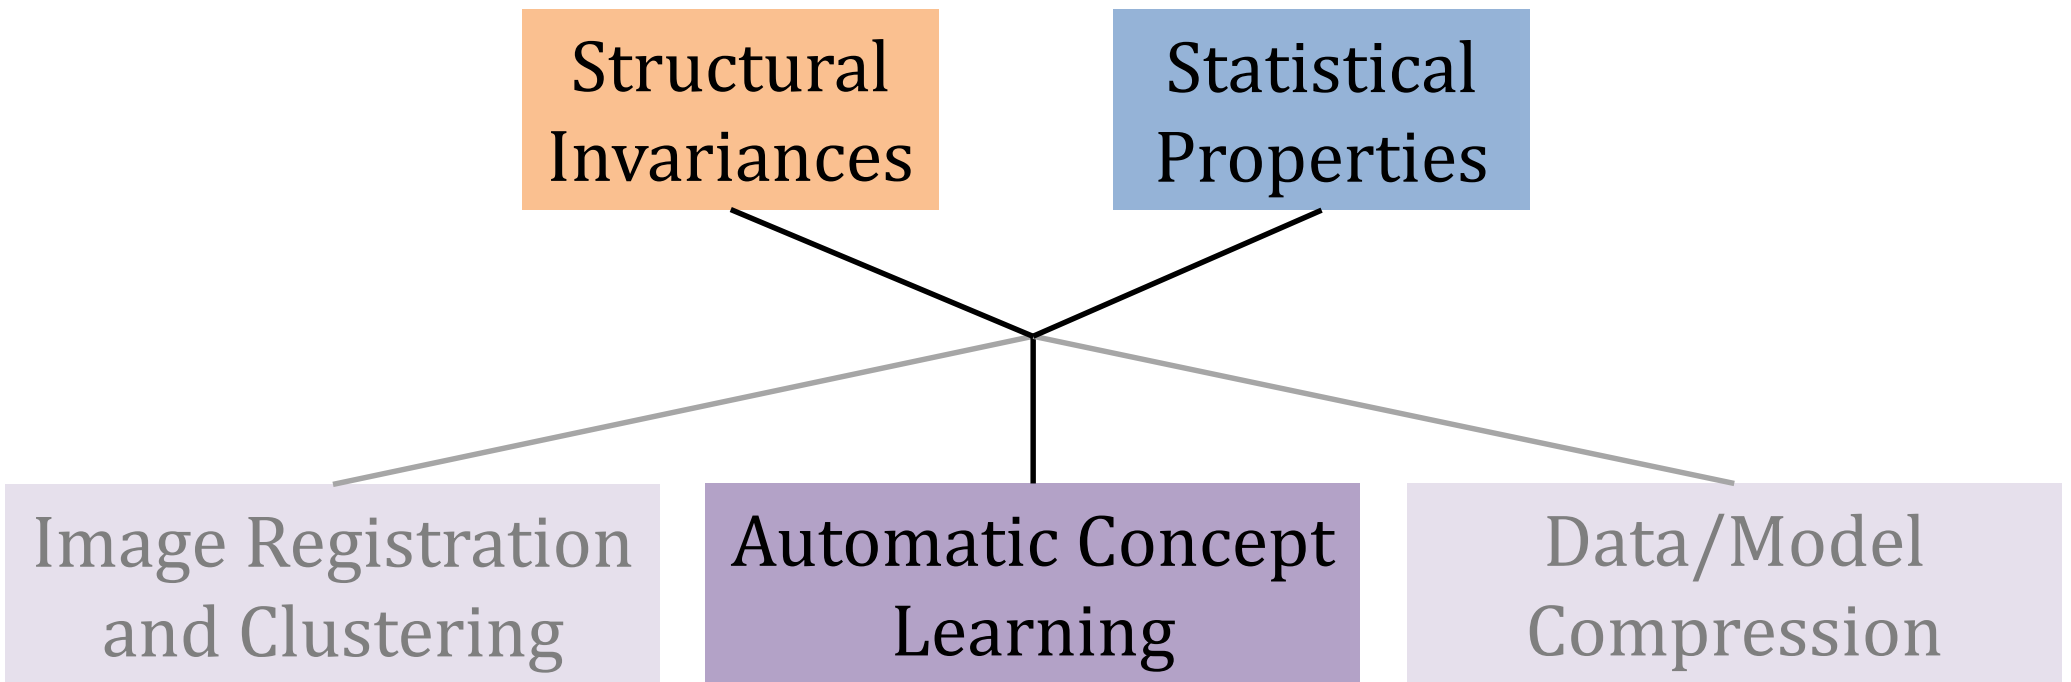 Structural
Invariances
Statistical
Properties
Image Registration
and Clustering
Automatic Concept
Learning
Data/Model
Compression